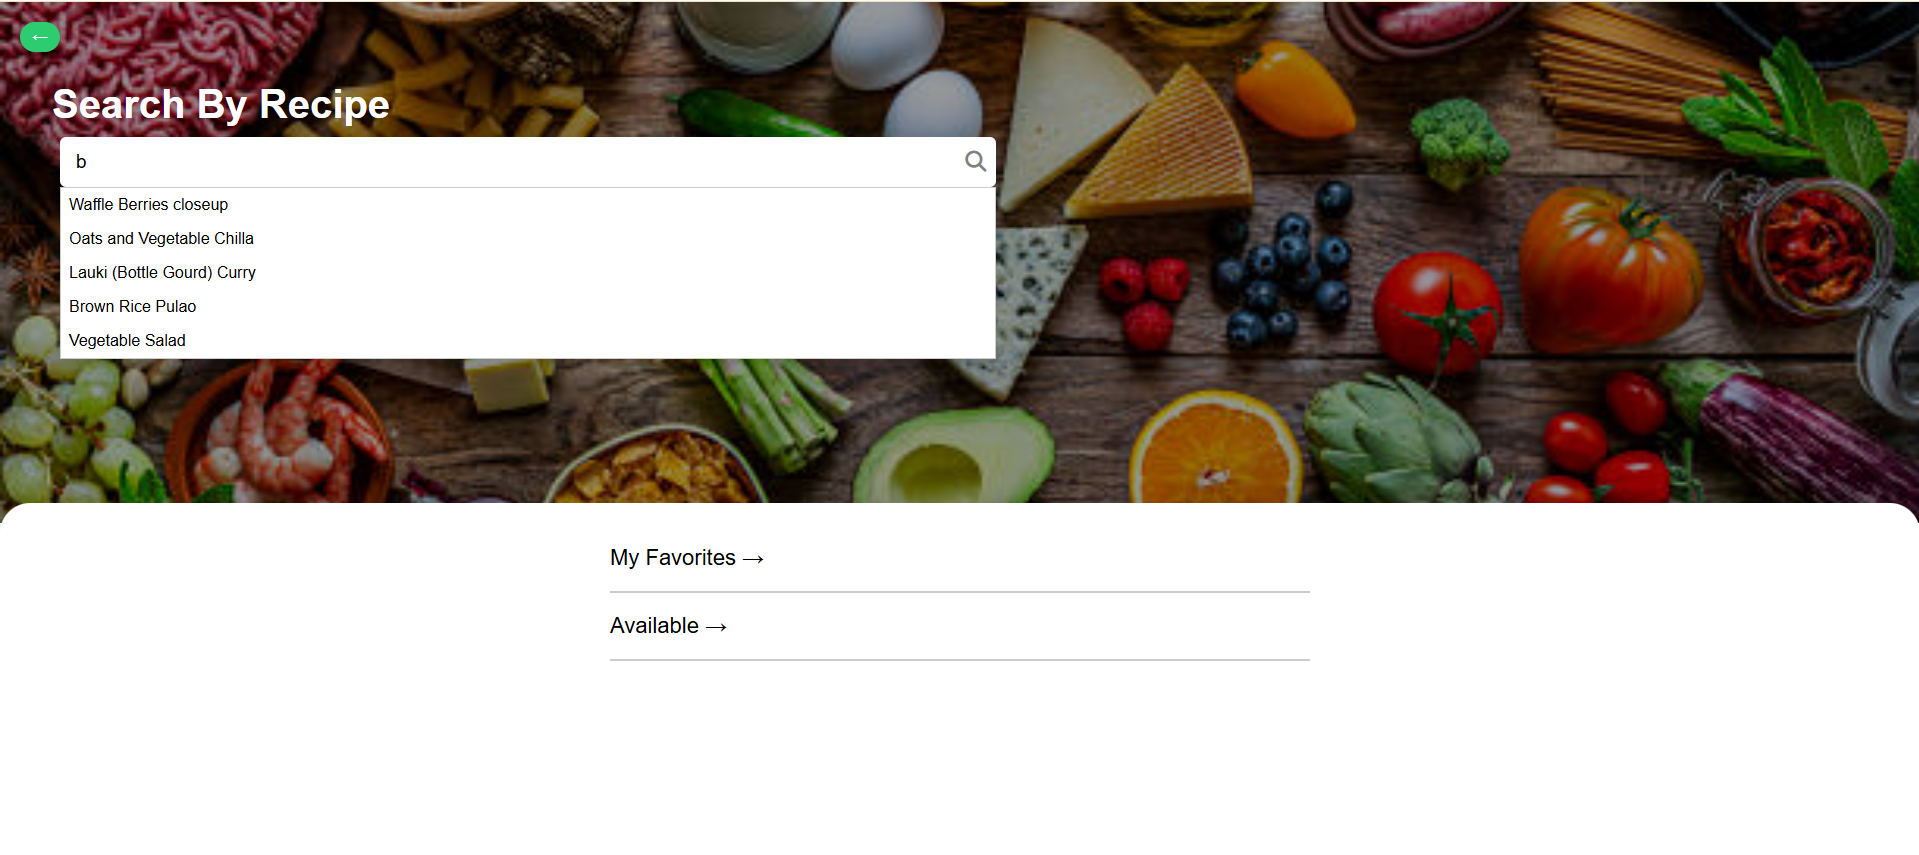 ←
Search By Recipe
b
Waffle Berries closeup
Oats and Vegetable Chilla
Lauki (Bottle Gourd) Curry
Brown Rice Pulao
Vegetable Salad
My Favorites →
Available →